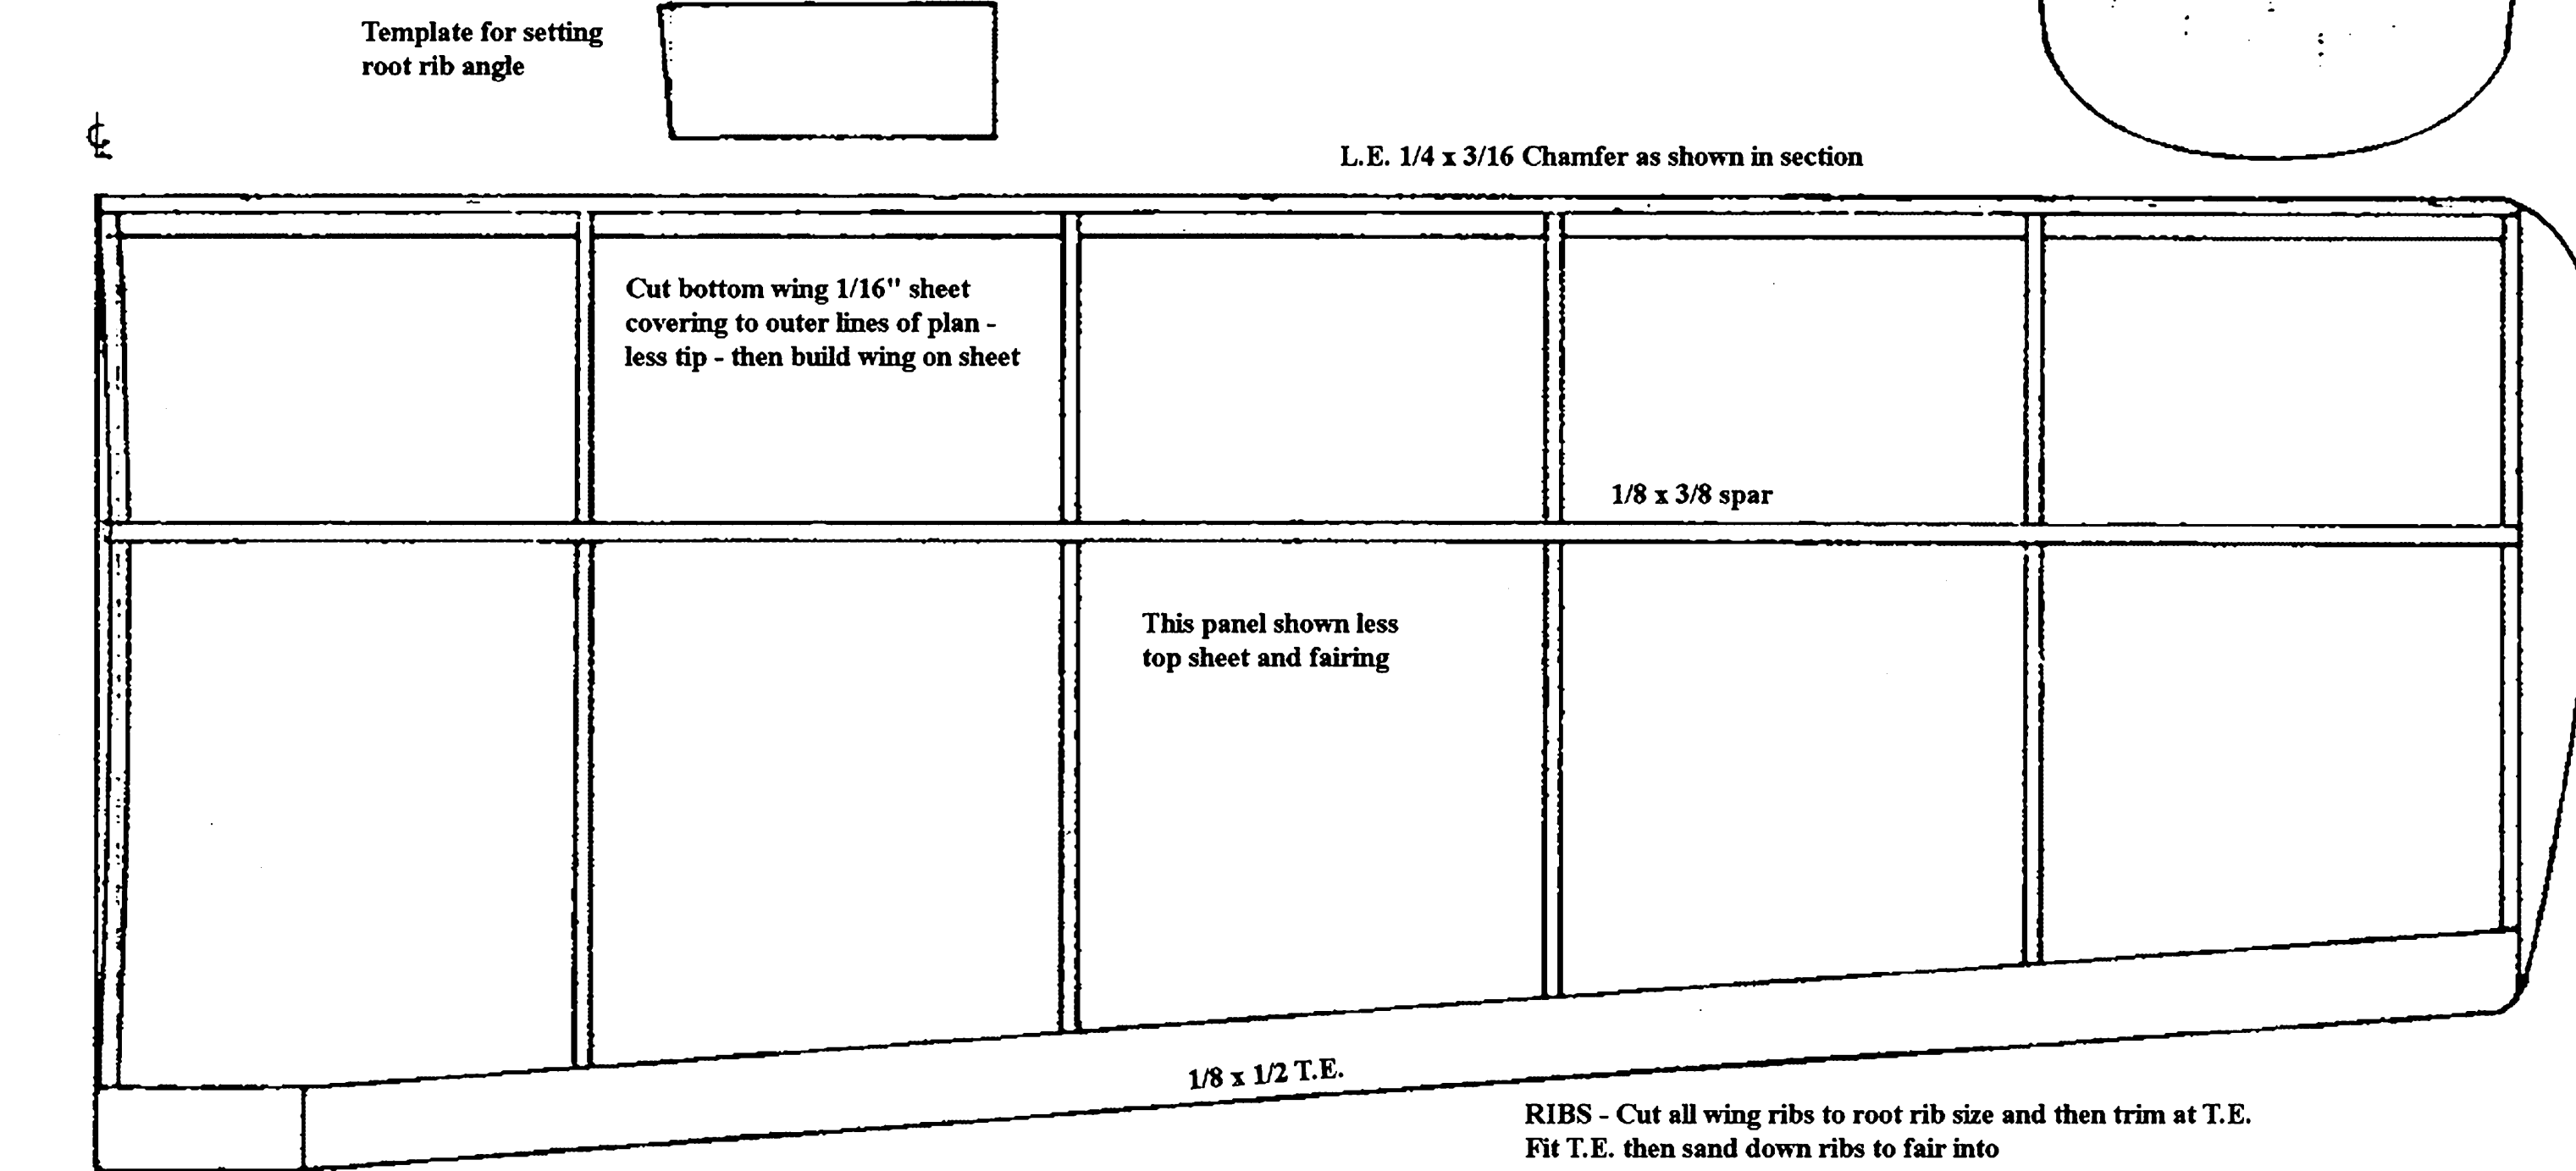 Template for setting
root rib angle
℄
L.E. 1/4 x 3/16 Chamfer as shown in section
Cut bottom wing 1/16" sheet
covering to outer lines of plan -
less tip - then build wing on sheet
1/8 x 3/8 spar
This panel shown less
top sheet and fairing
1/8 x 1/2 T.E.
RIBS - Cut all wing ribs to root rib size and then trim at T.E.
Fit T.E. then sand down ribs to fair into